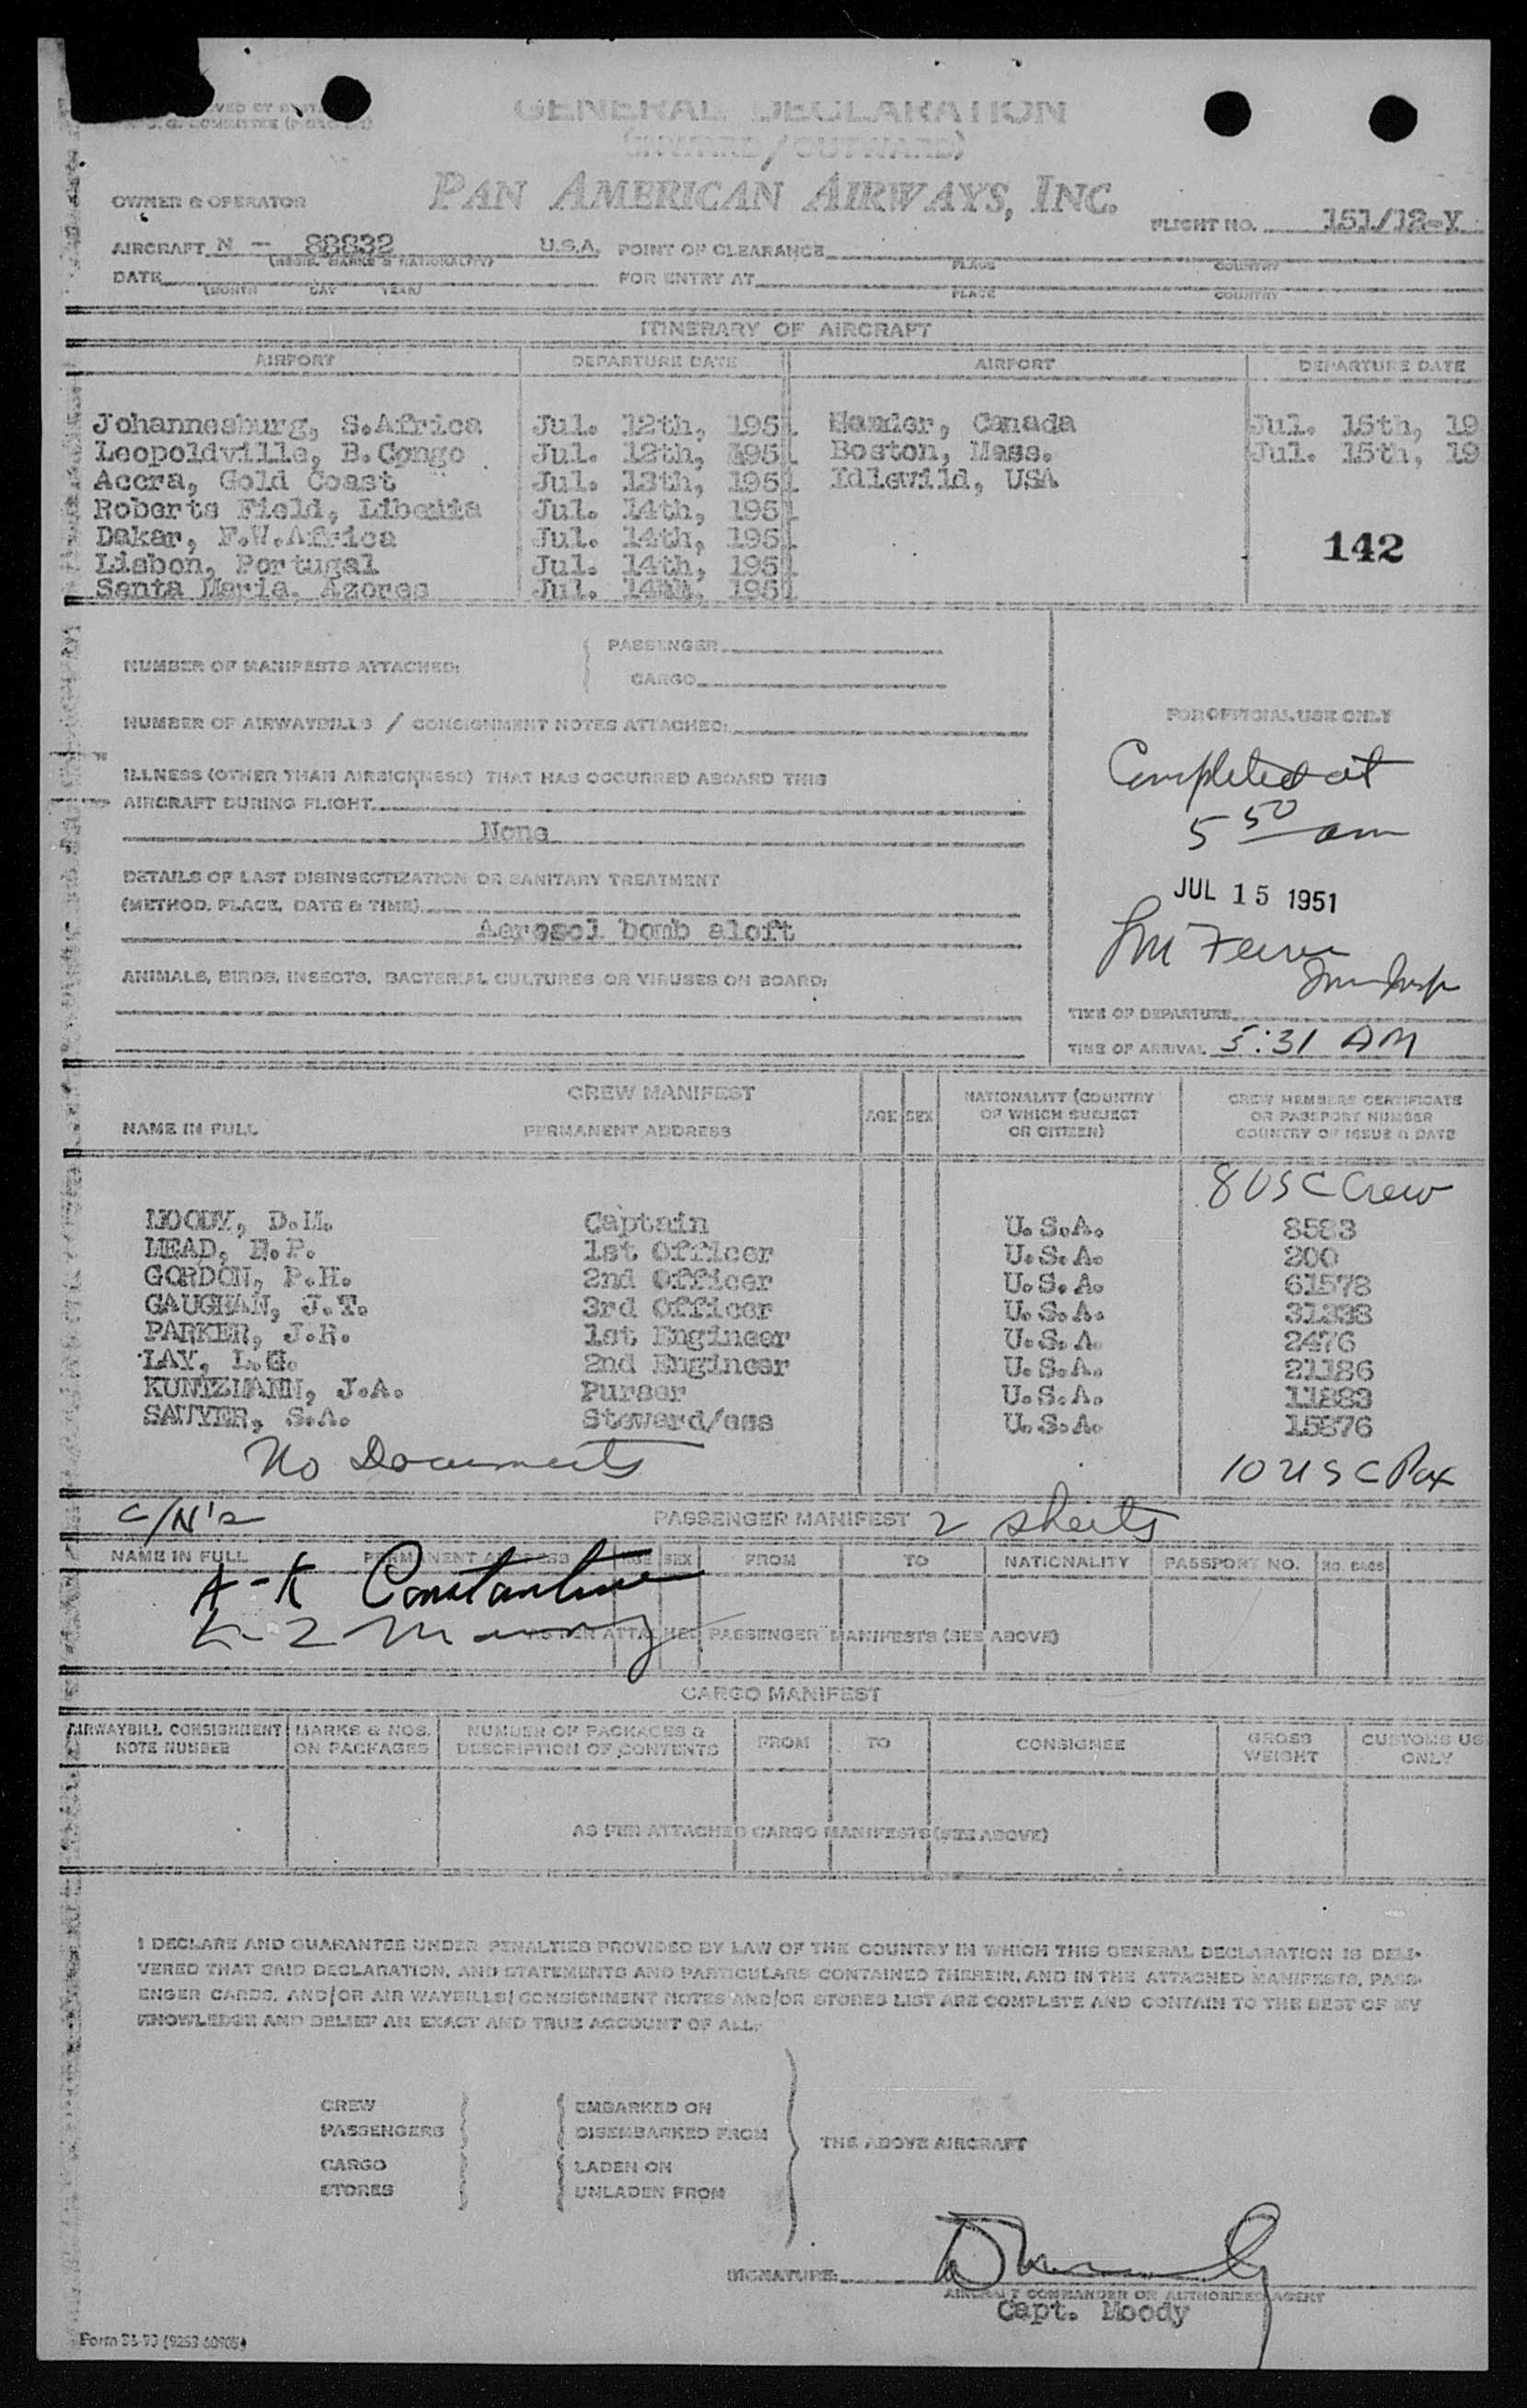 GENERAL DECLARATION
(INWARD / OUTWARD)
PAN AMERICAN AIRWAYS, INC.
OWNER & OPERATOR
FLIGHT NO. 151/12-Y
AIRCRAFT N - 88832 U.S.A. POINT OF CLEARANCE
(REGIS. MARKS & NATIONALITY) PLACE COUNTRY
DATE FOR ENTRY AT
(MONTH DAY YEAR) PLACE COUNTRY
ITINERARY OF AIRCRAFT
AIRPORT DEPARTURE DATE AIRPORT DEPARTURE DATE
Johannesburg, S.Africa Jul. 12th, 1951 Gander, Canada Jul. 15th, 19
Leopoldville, B.Congo Jul. 12th, 1951 Boston, Mass. Jul. 15th, 19
Accra, Gold Coast Jul. 13th, 1951 Idlewild, USA
Roberts Field, Liberia Jul. 14th, 1951
Dakar, F.W.Africa Jul. 14th, 1951
142
Lisbon, Portugal Jul. 14th, 1951
Santa Maria, Azores Jul. 14th, 1951
NUMBER OF MANIFESTS ATTACHED: PASSENGER
CARGO
NUMBER OF AIRWAYBILLS / CONSIGNMENT NOTES ATTACHED:
FOR OFFICIAL USE ONLY
ILLNESS (OTHER THAN AIRSICKNESS) THAT HAS OCCURRED ABOARD THIS
AIRCRAFT DURING FLIGHT
None
Completed at
5 50 am
DETAILS OF LAST DISINSECTIZATION OR SANITARY TREATMENT
(METHOD, PLACE, DATE & TIME)
JUL 15 1951
Aerosol bomb aloft
ANIMALS, BIRDS, INSECTS, BACTERIAL CULTURES OR VIRUSES ON BOARD:
TIME OF DEPARTURE
TIME OF ARRIVAL 5:31 AM
CREW MANIFEST
NAME IN FULL PERMANENT ADDRESS AGE SEX NATIONALITY (COUNTRY OF WHICH SUBJECT OR CITIZEN) CREW MEMBERS CERTIFICATE OR PASSPORT NUMBER COUNTRY OF ISSUE & DATE
8 USC Crew
MOODY, D.M. Captain U.S.A. 8583
MEAD, H.P. 1st Officer U.S.A. 200
GORDON, P.H. 2nd Officer U.S.A. 61578
GAUGHAN, J.T. 3rd Officer U.S.A. 31338
PARKER, J.R. 1st Engineer U.S.A. 2476
LAY, L.G. 2nd Engineer U.S.A. 21186
KUNTZMANN, J.A. Purser U.S.A. 11883
SAWYER, S.A. Steward/ess U.S.A. 15876
No Documents
10 USC Pax
C/N's
PASSENGER MANIFEST 2 sheets
NAME IN FULL PERMANENT ADDRESS AGE SEX FROM TO NATIONALITY PASSPORT NO. NO. BAGS
A-K Constantine
L-Z
AS PER ATTACHED PASSENGER MANIFESTS (SEE ABOVE)
CARGO MANIFEST
AIRWAYBILL CONSIGNMENT NOTE NUMBER MARKS & NOS. ON PACKAGES NUMBER OF PACKAGES & DESCRIPTION OF CONTENTS FROM TO CONSIGNEE GROSS WEIGHT CUSTOMS US ONLY
AS PER ATTACHED CARGO MANIFESTS (SEE ABOVE)
I DECLARE AND GUARANTEE UNDER PENALTIES PROVIDED BY LAW OF THE COUNTRY IN WHICH THIS GENERAL DECLARATION IS DELI-
VERED THAT SAID DECLARATION, AND STATEMENTS AND PARTICULARS CONTAINED THEREIN, AND IN THE ATTACHED MANIFESTS, PASS-
ENGER CARDS, AND/OR AIR WAYBILLS/CONSIGNMENT NOTES AND/OR STORES LIST ARE COMPLETE AND CONTAIN TO THE BEST OF MY
KNOWLEDGE AND BELIEF AN EXACT AND TRUE ACCOUNT OF ALL:
CREW EMBARKED ON
PASSENGERS DISEMBARKED FROM
THE ABOVE AIRCRAFT
CARGO LADEN ON
STORES UNLADEN FROM
SIGNATURE:
AIRCRAFT COMMANDER OR AUTHORIZED AGENT
Capt. Moody